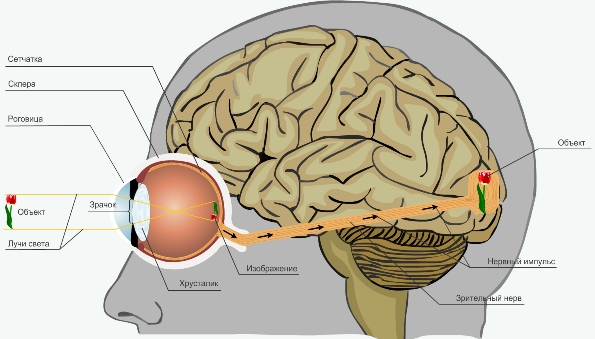 Сетчатка
Склера
Роговица
Объект
Зрачок
Объект
Лучи света
Изображение
Нервный импульс
Хрусталик
Зрительный нерв